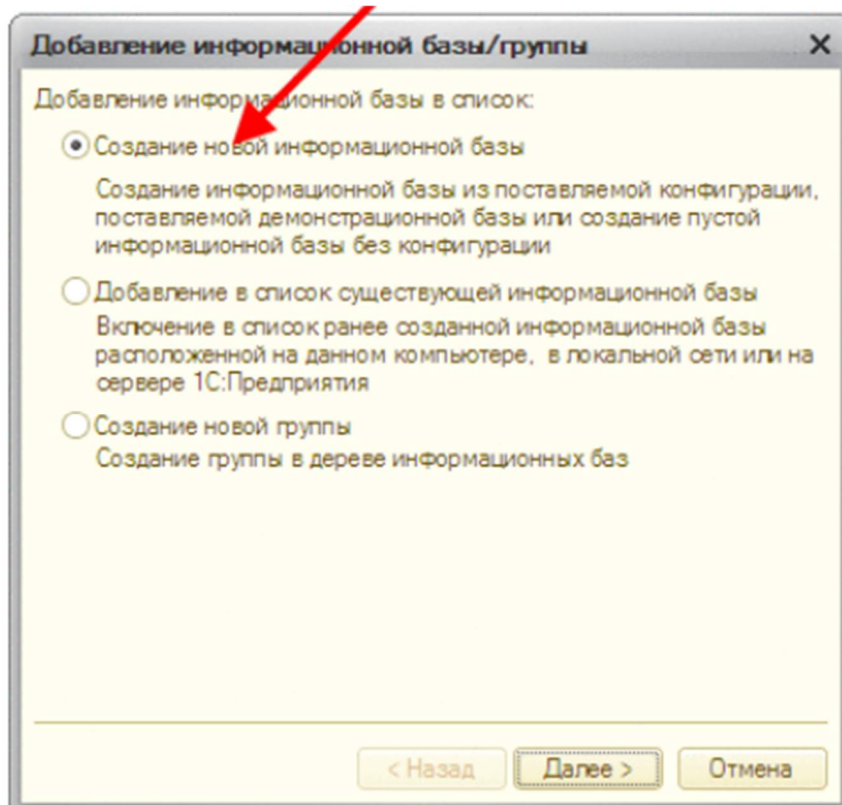 Добавление информационной базы/группы
Добавление информационной базы в список:
Создание новой информационной базы
Создание информационной базы из поставляемой конфигурации,
поставляемой демонстрационной базы или создание пустой
информационной базы без конфигурации
Добавление в список существующей информационной базы
Включение в список ранее созданной информационной базы
расположенной на данном компьютере, в локальной сети или на
сервере 1С:Предприятия
Создание новой группы
Создание группы в дереве информационных баз
< Назад Далее > Отмена